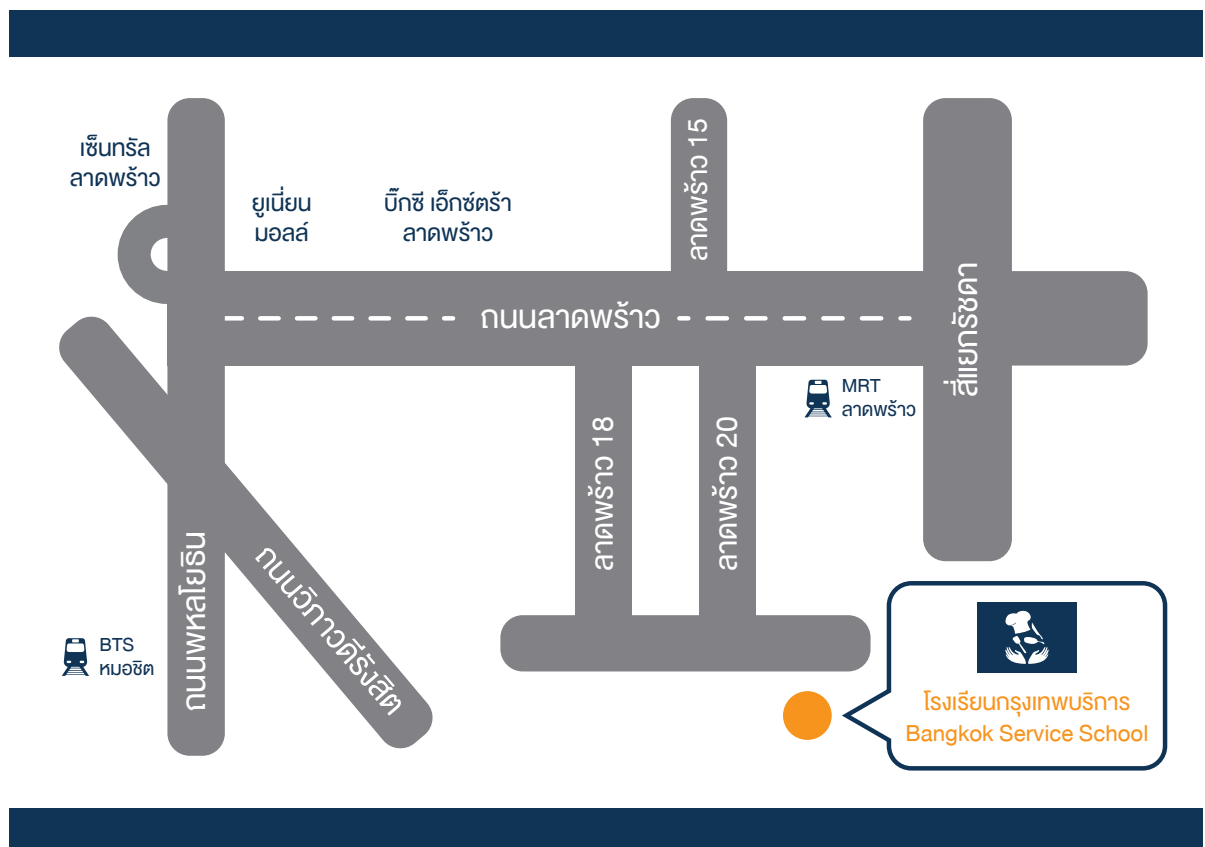 เซ็นทรัล
ลาดพร้าว
ยูเนี่ยน
มอลล์
บิ๊กซี เอ็กซ์ตร้า
ลาดพร้าว
ลาดพร้าว 15
ถนนลาดพร้าว
สี่แยกรัชดา
MRT
ลาดพร้าว
ลาดพร้าว 18
ลาดพร้าว 20
ถนนพหลโยธิน
ถนนวิภาวดีรังสิต
BTS
หมอชิต
โรงเรียนกรุงเทพบริการ
Bangkok Service School